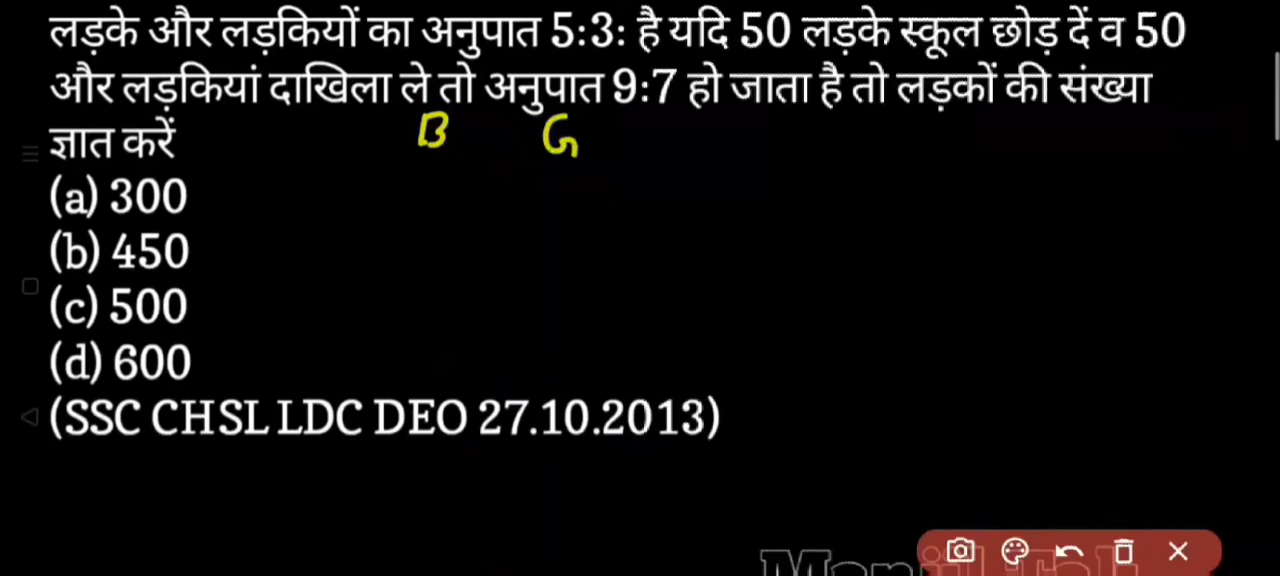 लड़के और लड़कियों का अनुपात 5:3: है यदि 50 लड़के स्कूल छोड़ दें व 50
और लड़कियां दाखिला ले तो अनुपात 9:7 हो जाता है तो लड़कों की संख्या
ज्ञात करें
B G
(a) 300
(b) 450
(c) 500
(d) 600
(SSC CHSL LDC DEO 27.10.2013)